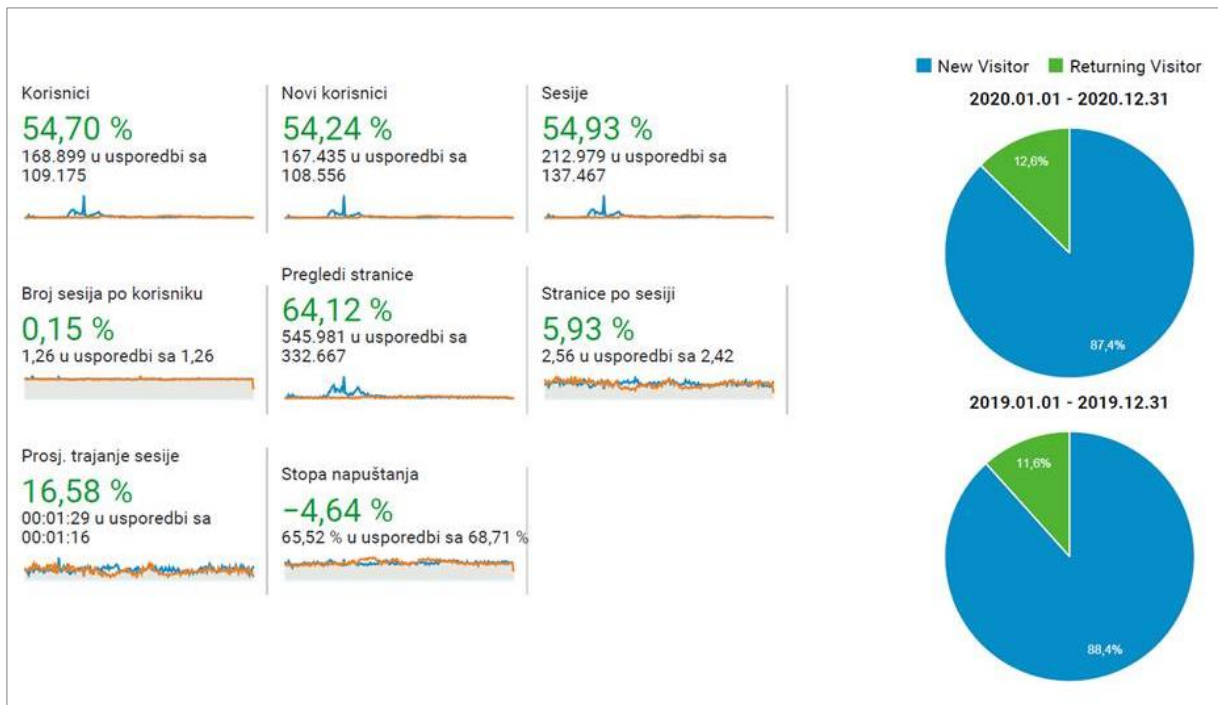 Korisnici
54,70 %
168.899 u usporedbi sa
109.175
Novi korisnici
54,24 %
167.435 u usporedbi sa
108.556
Sesije
54,93 %
212.979 u usporedbi sa
137.467
Broj sesija po korisniku
0,15 %
1,26 u usporedbi sa 1,26
Pregledi stranice
64,12 %
545.981 u usporedbi sa
332.667
Stranice po sesiji
5,93 %
2,56 u usporedbi sa 2,42
Prosj. trajanje sesije
16,58 %
00:01:29 u usporedbi sa
00:01:16
Stopa napuštanja
−4,64 %
65,52 % u usporedbi sa 68,71 %
New Visitor Returning Visitor
2020.01.01 - 2020.12.31
12,6%
87,4%
2019.01.01 - 2019.12.31
11,6%
88,4%